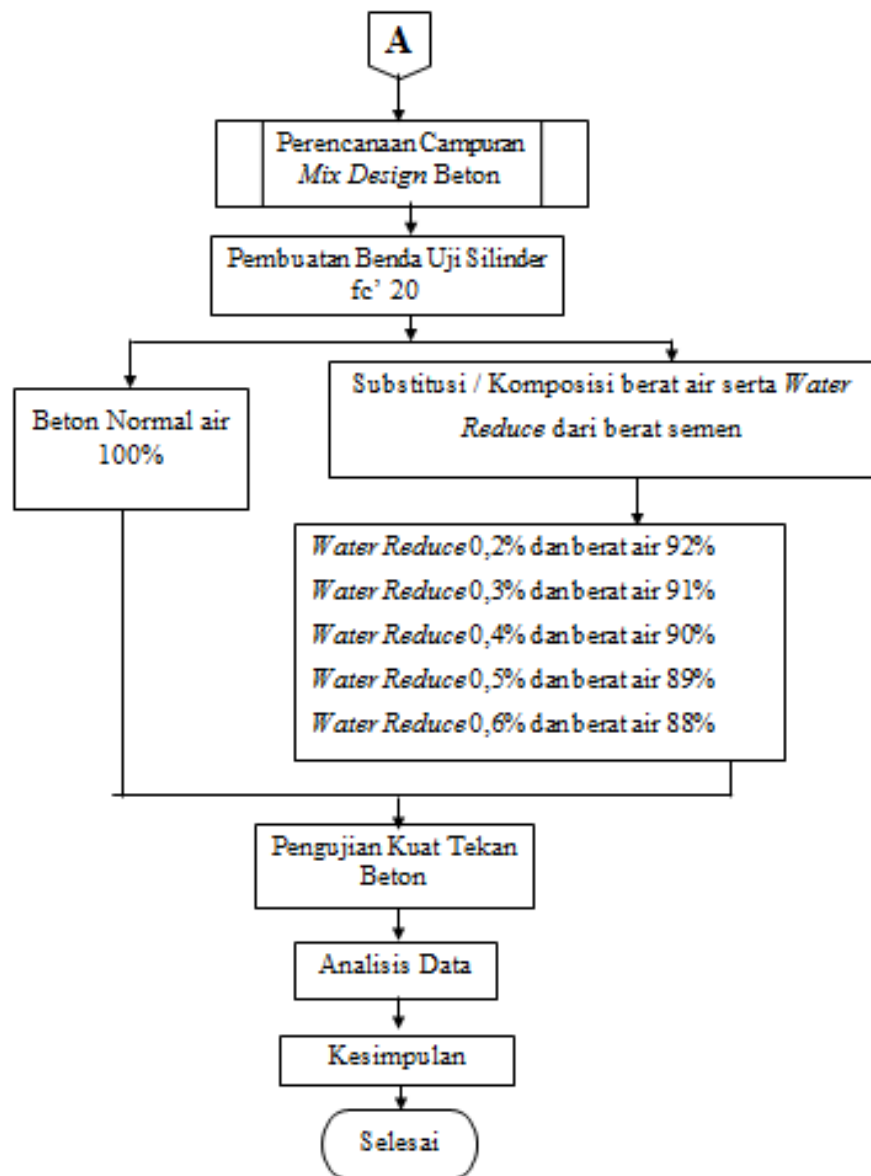 A
Perencanaan Campuran
Mix Design Beton
Pembuatan Benda Uji Silinder
fc’ 20
Beton Normal air
100%
Substitusi / Komposisi berat air serta Water
Reduce dari berat semen
Water Reduce 0,2% dan berat air 92%
Water Reduce 0,3% dan berat air 91%
Water Reduce 0,4% dan berat air 90%
Water Reduce 0,5% dan berat air 89%
Water Reduce 0,6% dan berat air 88%
Pengujian Kuat Tekan
Beton
Analisis Data
Kesimpulan
Selesai